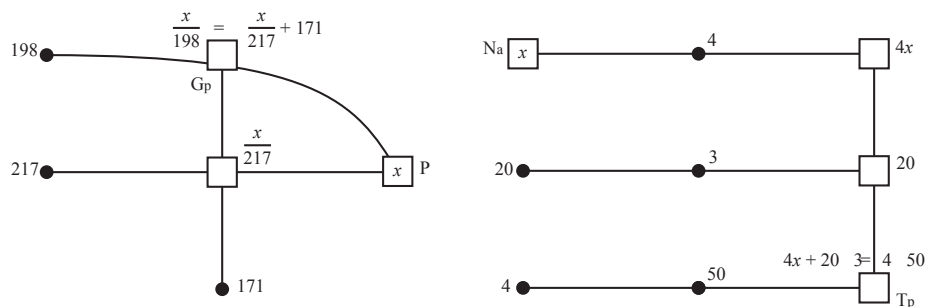 x/198 = x/217 + 171
198
Gp
x/217
217
x P
171
Na x 4 4x
20 3 20
4x + 20 3 = 4 50
4 50
Tp